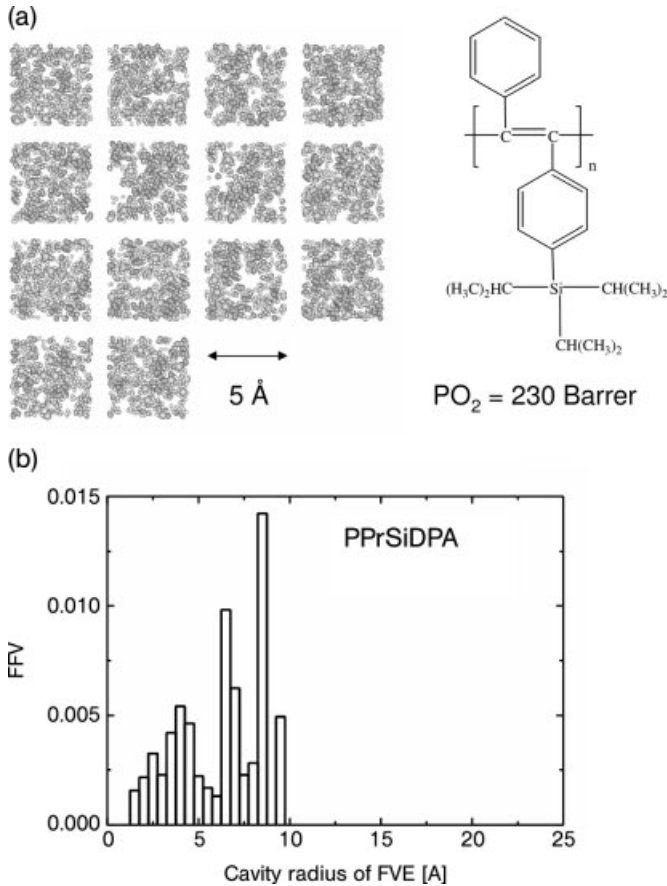 (a)
C
C
n
(H₃C)₂HC
Si
CH(CH₃)₂
CH(CH₃)₂
5 Å
PO₂ = 230 Barrer
(b)
PPrSiDPA
FFV
0.015
0.010
0.005
0.000
0 5 10 15 20 25
Cavity radius of FVE [A]